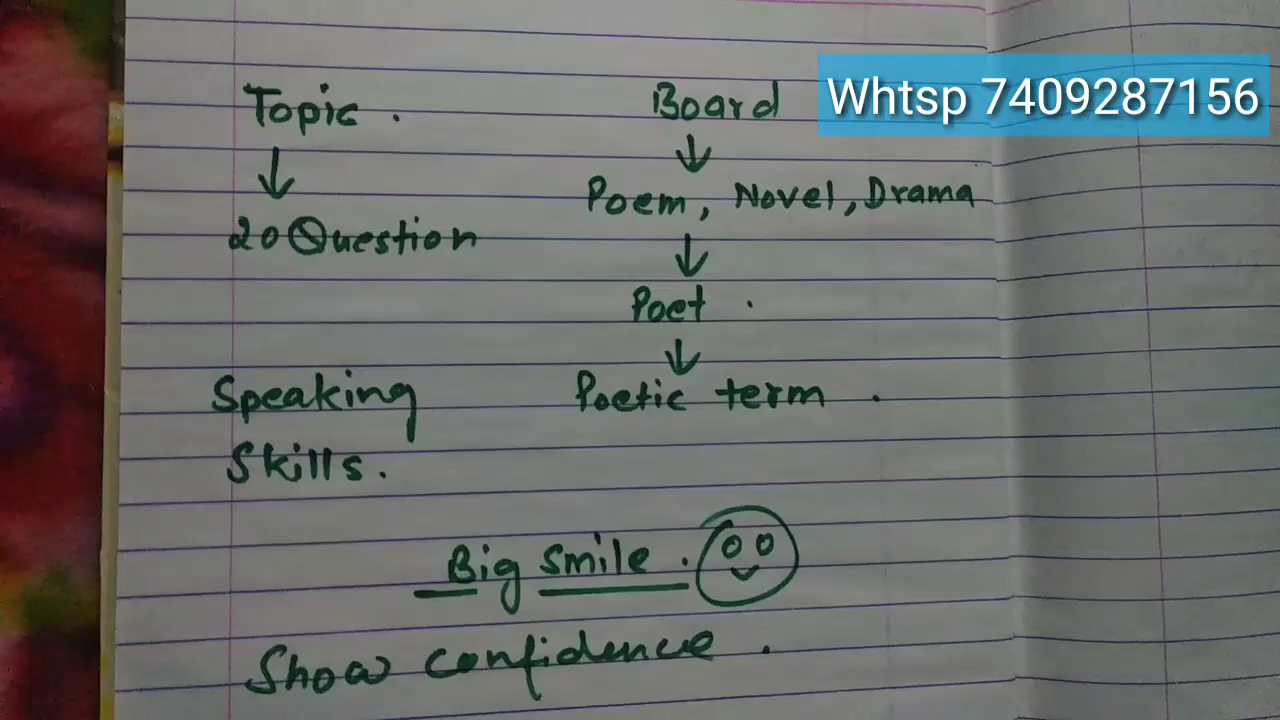 Whtsp 7409287156
Topic .
↓
20 Question
Board
↓
Poem, Novel, Drama
↓
Poet .
↓
Poetic term .
Speaking
Skills.
Big smile .
Show confidence .